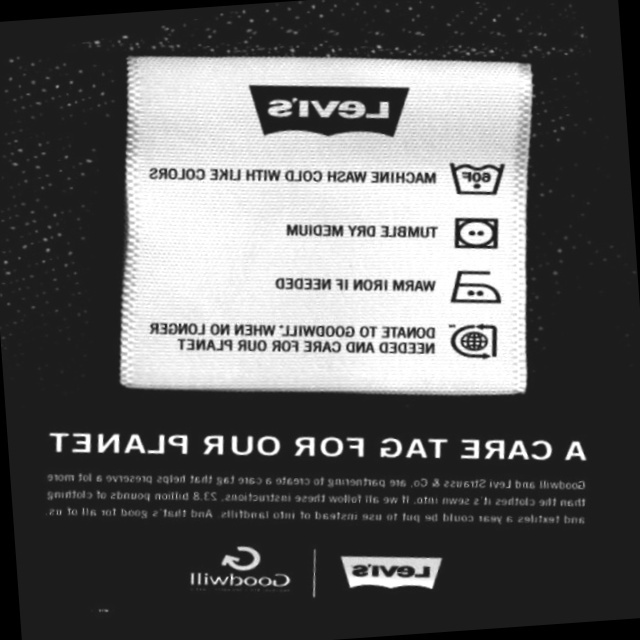 Levi's
60F
MACHINE WASH COLD WITH LIKE COLORS
TUMBLE DRY MEDIUM
WARM IRON IF NEEDED
DONATE TO GOODWILL™ WHEN NO LONGER
NEEDED AND CARE FOR OUR PLANET
A CARE TAG FOR OUR PLANET
Goodwill and Levi Strauss & Co. are partnering to create a care tag that helps preserve a lot more
than the clothes it's sewn into. If we all follow these instructions, 23.8 billion pounds of clothing
and textiles a year could be put to use instead of into landfills. And that's good for all of us.
Levi's
Goodwill